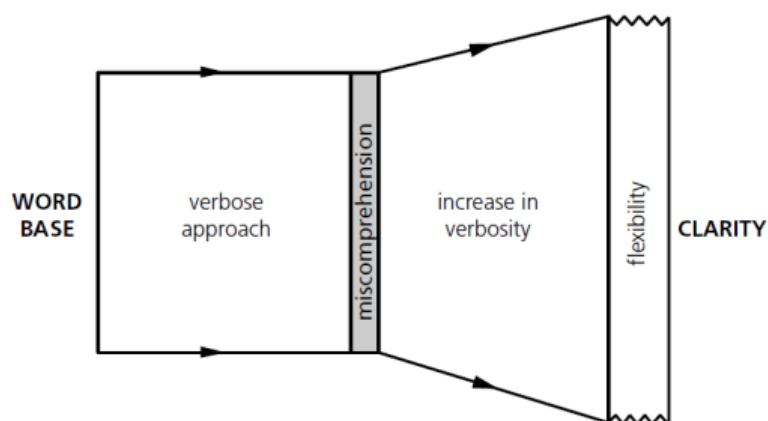 WORD
BASE
verbose
approach
miscomprehension
increase in
verbosity
flexibility
CLARITY